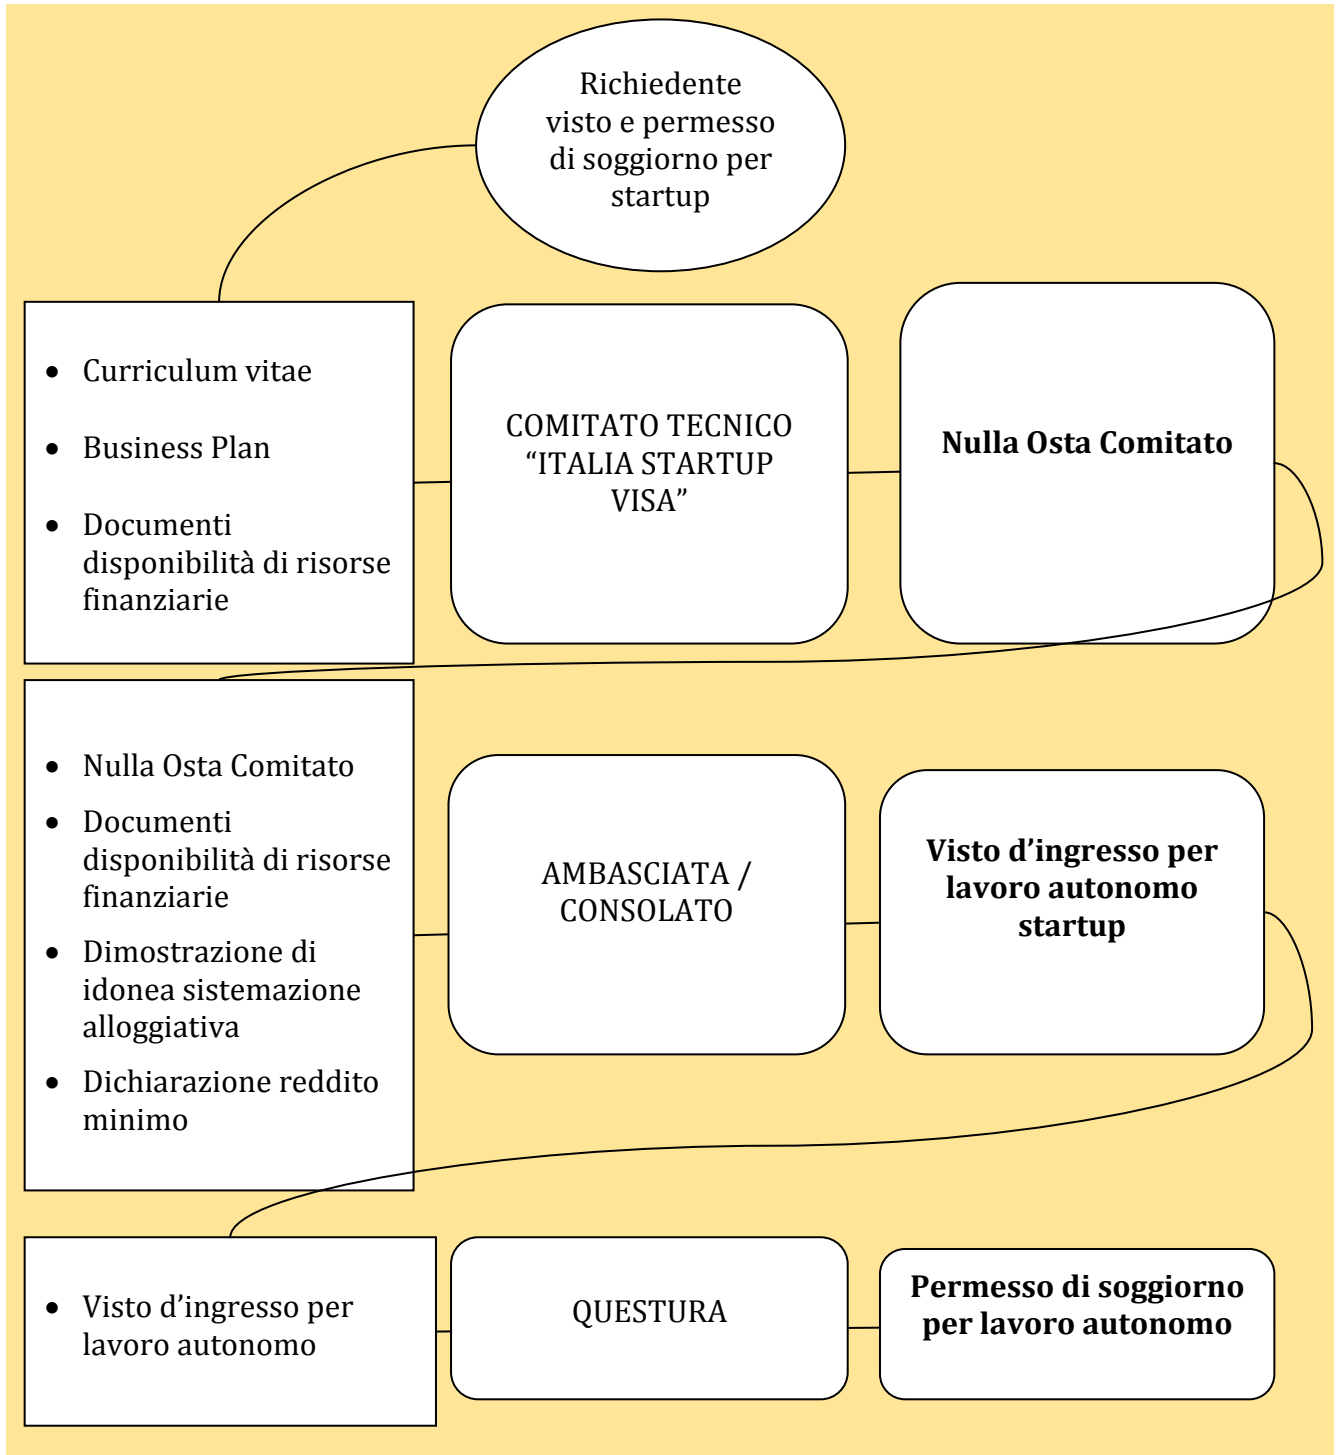 Richiedente
visto e permesso
di soggiorno per
startup
• Curriculum vitae
• Business Plan
• Documenti
disponibilità di risorse
finanziarie
COMITATO TECNICO
“ITALIA STARTUP
VISA”
Nulla Osta Comitato
• Nulla Osta Comitato
• Documenti
disponibilità di risorse
finanziarie
• Dimostrazione di
idonea sistemazione
alloggiativa
• Dichiarazione reddito
minimo
AMBASCIATA /
CONSOLATO
Visto d’ingresso per
lavoro autonomo
startup
• Visto d’ingresso per
lavoro autonomo
QUESTURA
Permesso di soggiorno
per lavoro autonomo